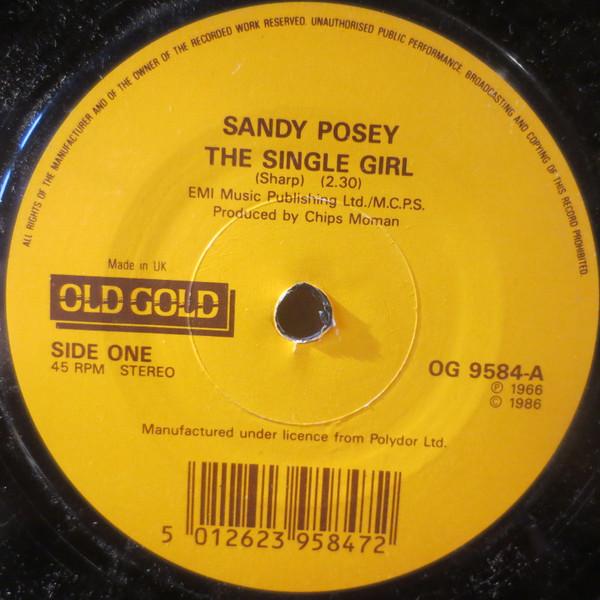 ALL RIGHTS OF THE MANUFACTURER AND OF THE OWNER OF THE RECORDED WORK RESERVED. UNAUTHORISED PUBLIC PERFORMANCE, BROADCASTING AND COPYING OF THIS RECORD PROHIBITED.
SANDY POSEY
THE SINGLE GIRL
(Sharp) (2.30)
EMI Music Publishing Ltd./M.C.P.S.
Produced by Chips Moman
Made in UK
OLD GOLD
SIDE ONE
45 RPM STEREO
OG 9584-A
Ⓟ 1966
© 1986
Manufactured under licence from Polydor Ltd.
5 012623 958472